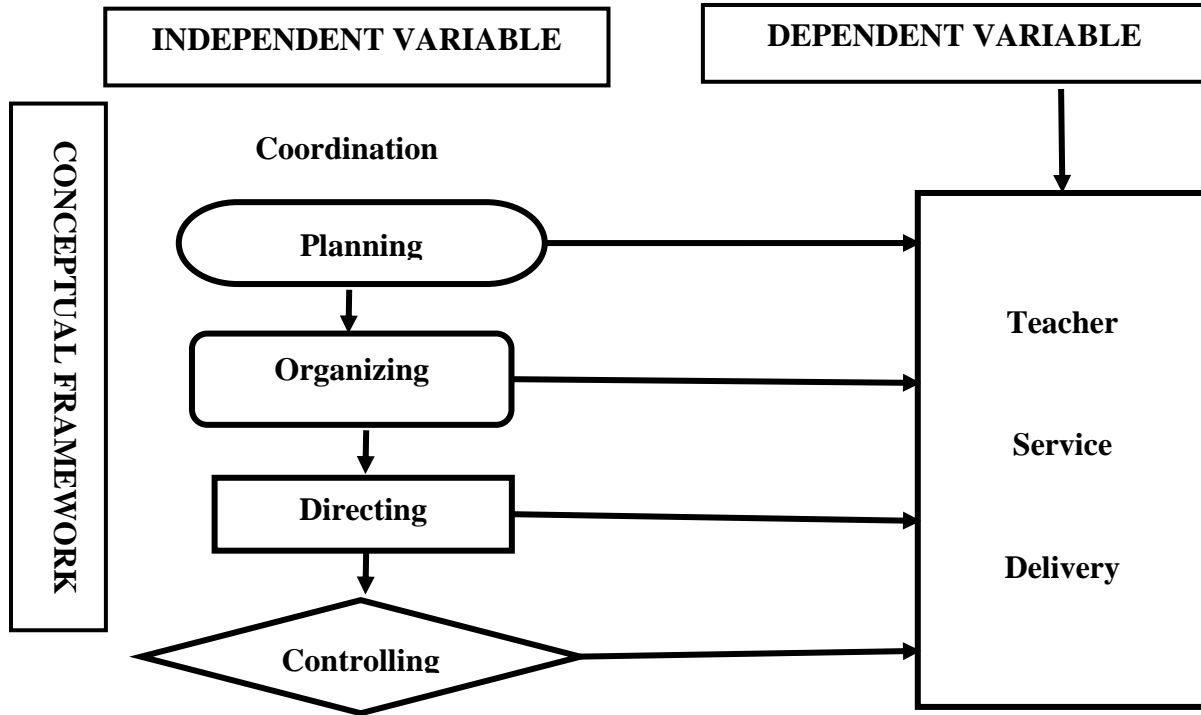 INDEPENDENT VARIABLE
DEPENDENT VARIABLE
CONCEPTUAL FRAMEWORK
Coordination
Planning
Organizing
Directing
Controlling
Teacher
Service
Delivery